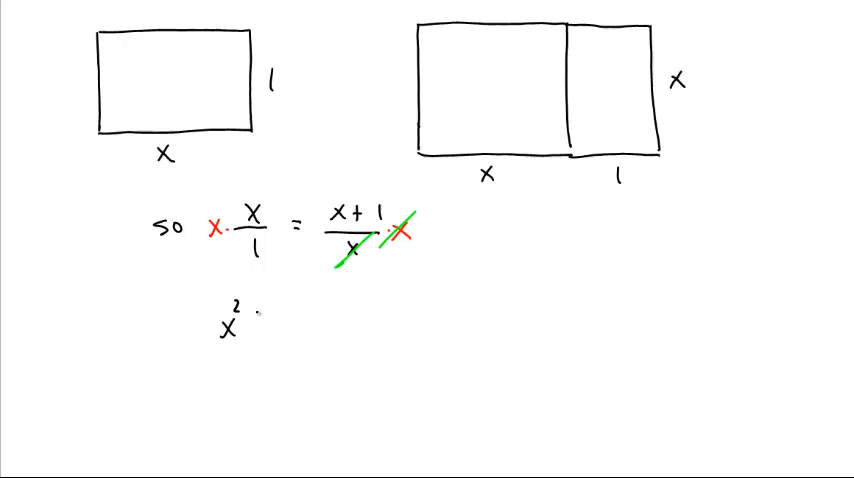 1
x
x
x 1
so x · x/1 = x + 1/x · x
x²